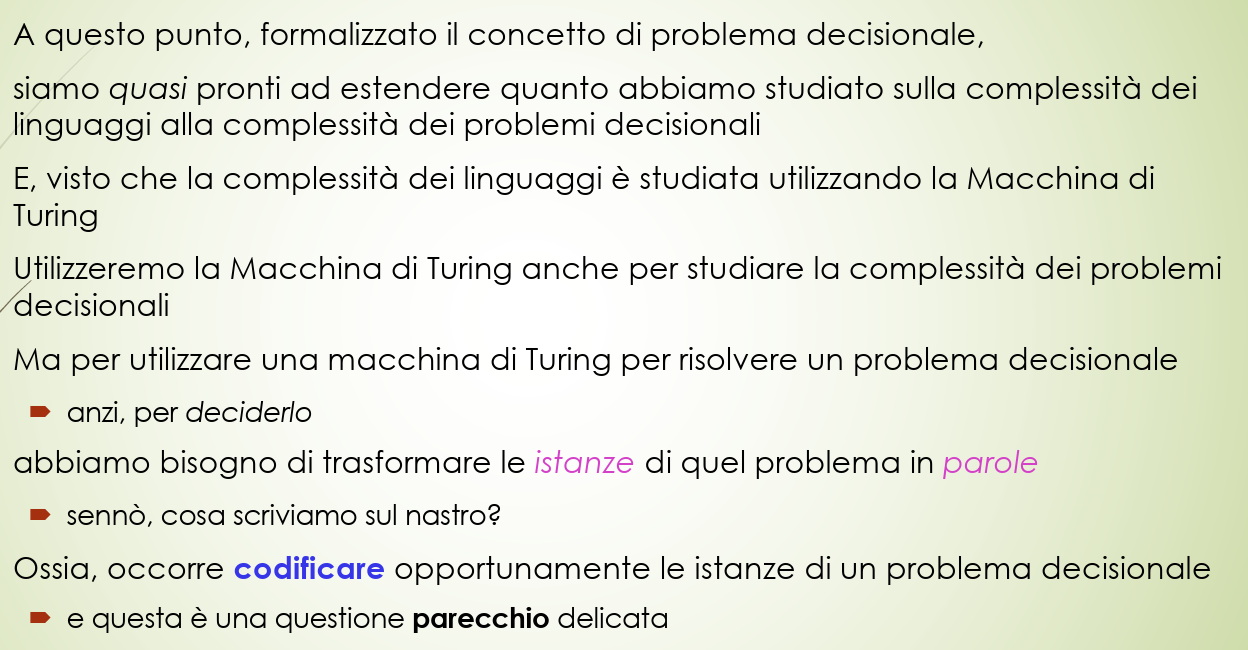 A questo punto, formalizzato il concetto di problema decisionale,
siamo quasi pronti ad estendere quanto abbiamo studiato sulla complessità dei
linguaggi alla complessità dei problemi decisionali
E, visto che la complessità dei linguaggi è studiata utilizzando la Macchina di
Turing
Utilizzeremo la Macchina di Turing anche per studiare la complessità dei problemi
decisionali
Ma per utilizzare una macchina di Turing per risolvere un problema decisionale
anzi, per deciderlo
abbiamo bisogno di trasformare le istanze di quel problema in parole
sennò, cosa scriviamo sul nastro?
Ossia, occorre codificare opportunamente le istanze di un problema decisionale
e questa è una questione parecchio delicata